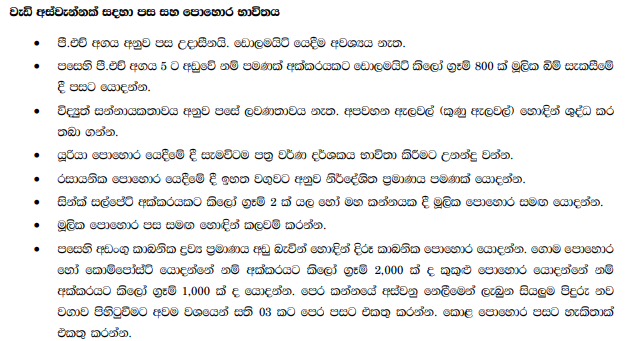 වැඩි අස්වැන්නක් සඳහා පස සහ පොහොර භාවිතය
• පී.එච් අගය අනුව පස උදාසීනයි. ඩොලමයිට් යෙදීම අවශ්‍යය නැත.
• පසෙහි පී.එච් අගය 5 ට අඩුවේ නම් පමණක් අක්කරයකට ඩොලමයිට් කිලෝ ග්‍රෑම් 800 ක් මූලික බිම් සැකසීමේ
දී පසට යොදන්න.
• විද්‍යුත් සන්නායකතාවය අනුව පසේ ලවණතාවය නැත. අපවහන ඇලවල් (කුණු ඇලවල්) හොඳින් ශුද්ධ කර
තබා ගන්න.
• යූරියා පොහොර යෙදීමේ දී සැමවිටම පත්‍ර වර්ණ දර්ශකය භාවිතා කිරීමට උනන්දු වන්න.
• රසායනික පොහොර යෙදීමේ දී ඉහත වගුවට අනුව නිර්දේශිත ප්‍රමාණය පමණක් යොදන්න.
• සින්ක් සල්පේට් අක්කරයකට කිලෝ ග්‍රෑම් 2 ක් යල හෝ මහ කන්නයක දී මූලික පොහොර සමඟ යොදන්න.
• මූලික පොහොර පස සමඟ හොඳින් කලවම් කරන්න.
• පසෙහි අඩංගු කාබනික ද්‍රව්‍ය ප්‍රමාණය අඩු බැවින් හොඳින් දිරූ කාබනික පොහොර යොදන්න. ගොම පොහොර
හෝ කොම්පෝස්ට් යොදන්නේ නම් අක්කරයට කිලෝ ග්‍රෑම් 2,000 ක් ද කුකුළු පොහොර යොදන්නේ නම්
අක්කරයට කිලෝ ග්‍රෑම් 1,000 ක් ද යොදන්න. පෙර කන්නයේ අස්වනු නෙලීමෙන් ලැබුන සියලුම පිදුරු නව
වගාව පිහිටුවීමට අවම වශයෙන් සති 03 කට පෙර පසට එකතු කරන්න. කොළ පොහොර පසට හැකිතාක්
එකතු කරන්න.